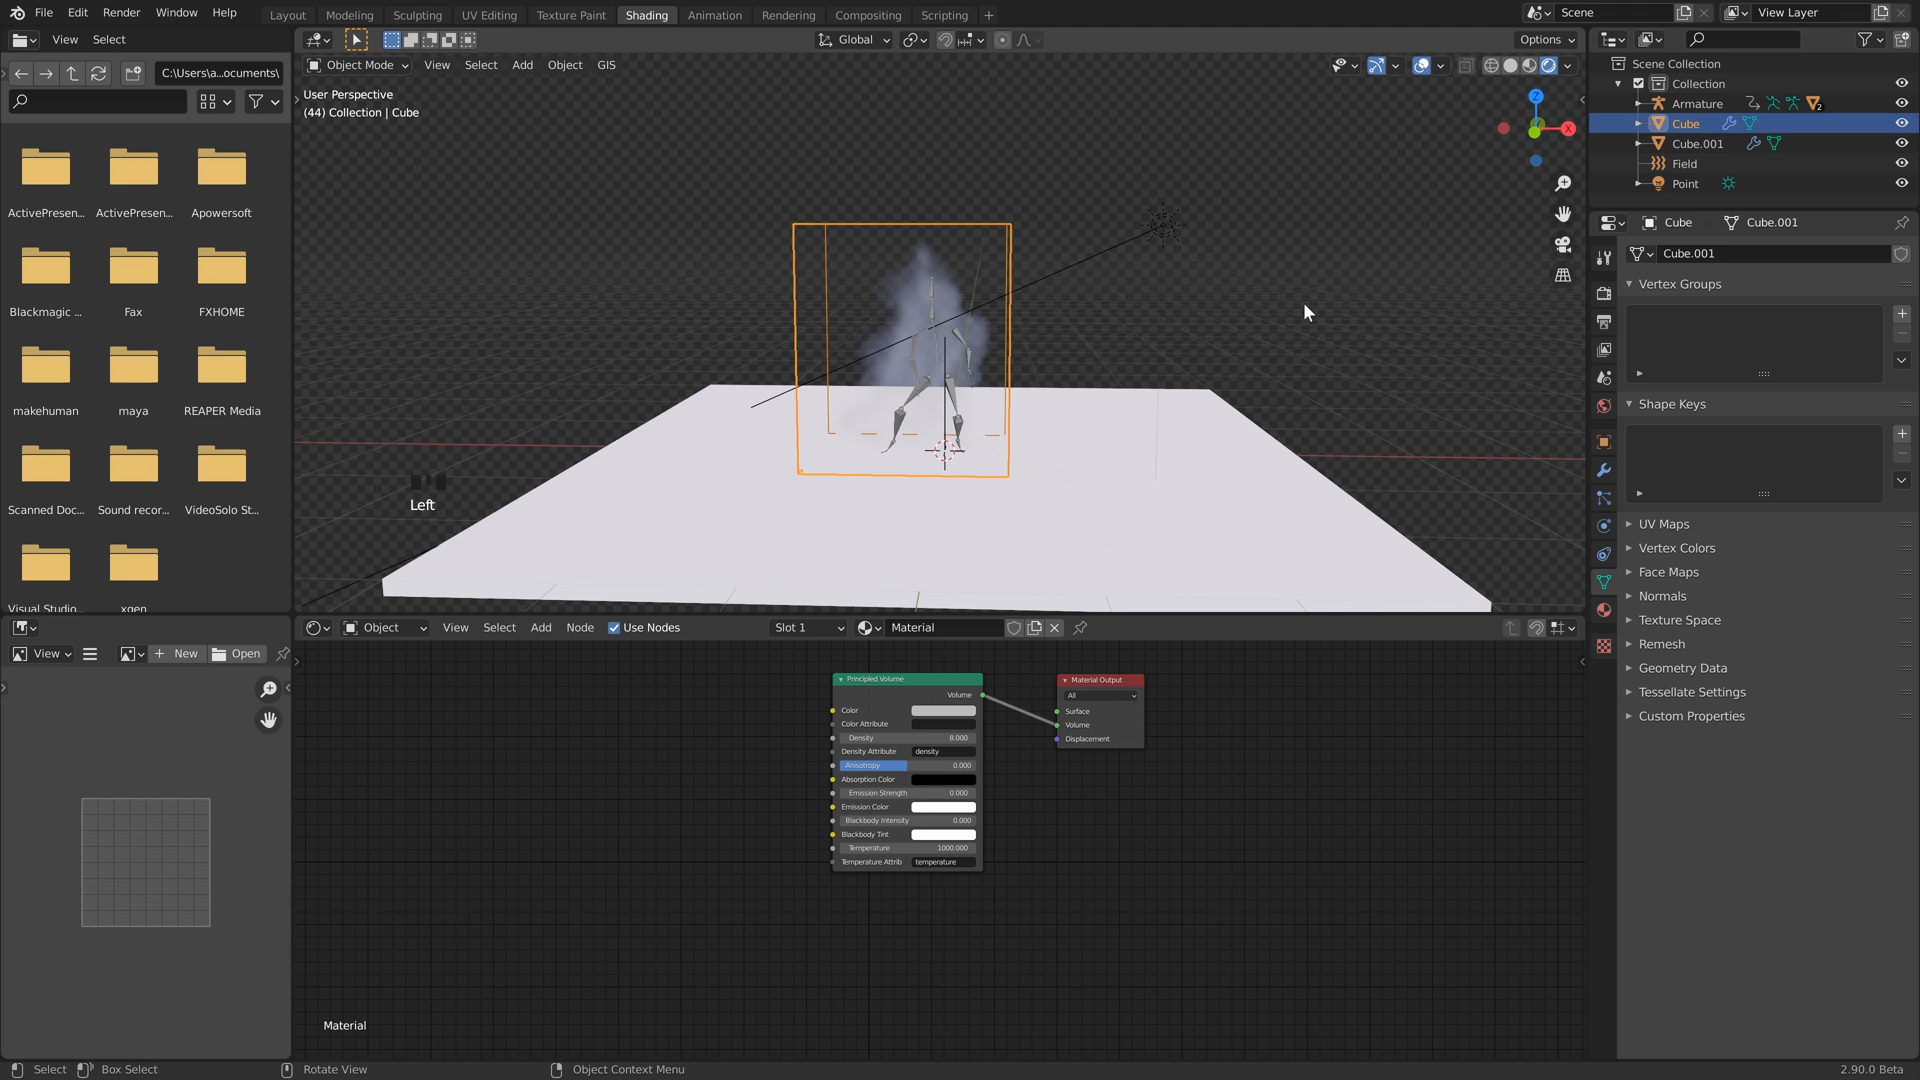 File Edit Render Window Help
Layout Modeling Sculpting UV Editing Texture Paint Shading Animation Rendering Compositing Scripting +
Scene
View Layer
View Select
Global
Options
C:\Users\a...ocuments\
Object Mode View Select Add Object GIS
User Perspective
(44) Collection | Cube
Z
X
ActivePresen... ActivePresen... Apowersoft
Blackmagic ... Fax FXHOME
makehuman maya REAPER Media
Scanned Doc... Sound recor... VideoSolo St...
Visual Studio... xgen
Left
Scene Collection
Collection
Armature 2
Cube
Cube.001
Field
Point
Cube Cube.001
Cube.001
Vertex Groups
Shape Keys
UV Maps
Vertex Colors
Face Maps
Normals
Texture Space
Remesh
Geometry Data
Tessellate Settings
Custom Properties
View New Open
Object View Select Add Node Use Nodes Slot 1 Material
Principled Volume
Volume
Color
Color Attribute
Density 8.000
Density Attribute density
Anisotropy 0.000
Absorption Color
Emission Strength 0.000
Emission Color
Blackbody Intensity 0.000
Blackbody Tint
Temperature 1000.000
Temperature Attrib temperature
Material Output
All
Surface
Volume
Displacement
Material
Select Box Select Rotate View Object Context Menu 2.90.0 Beta